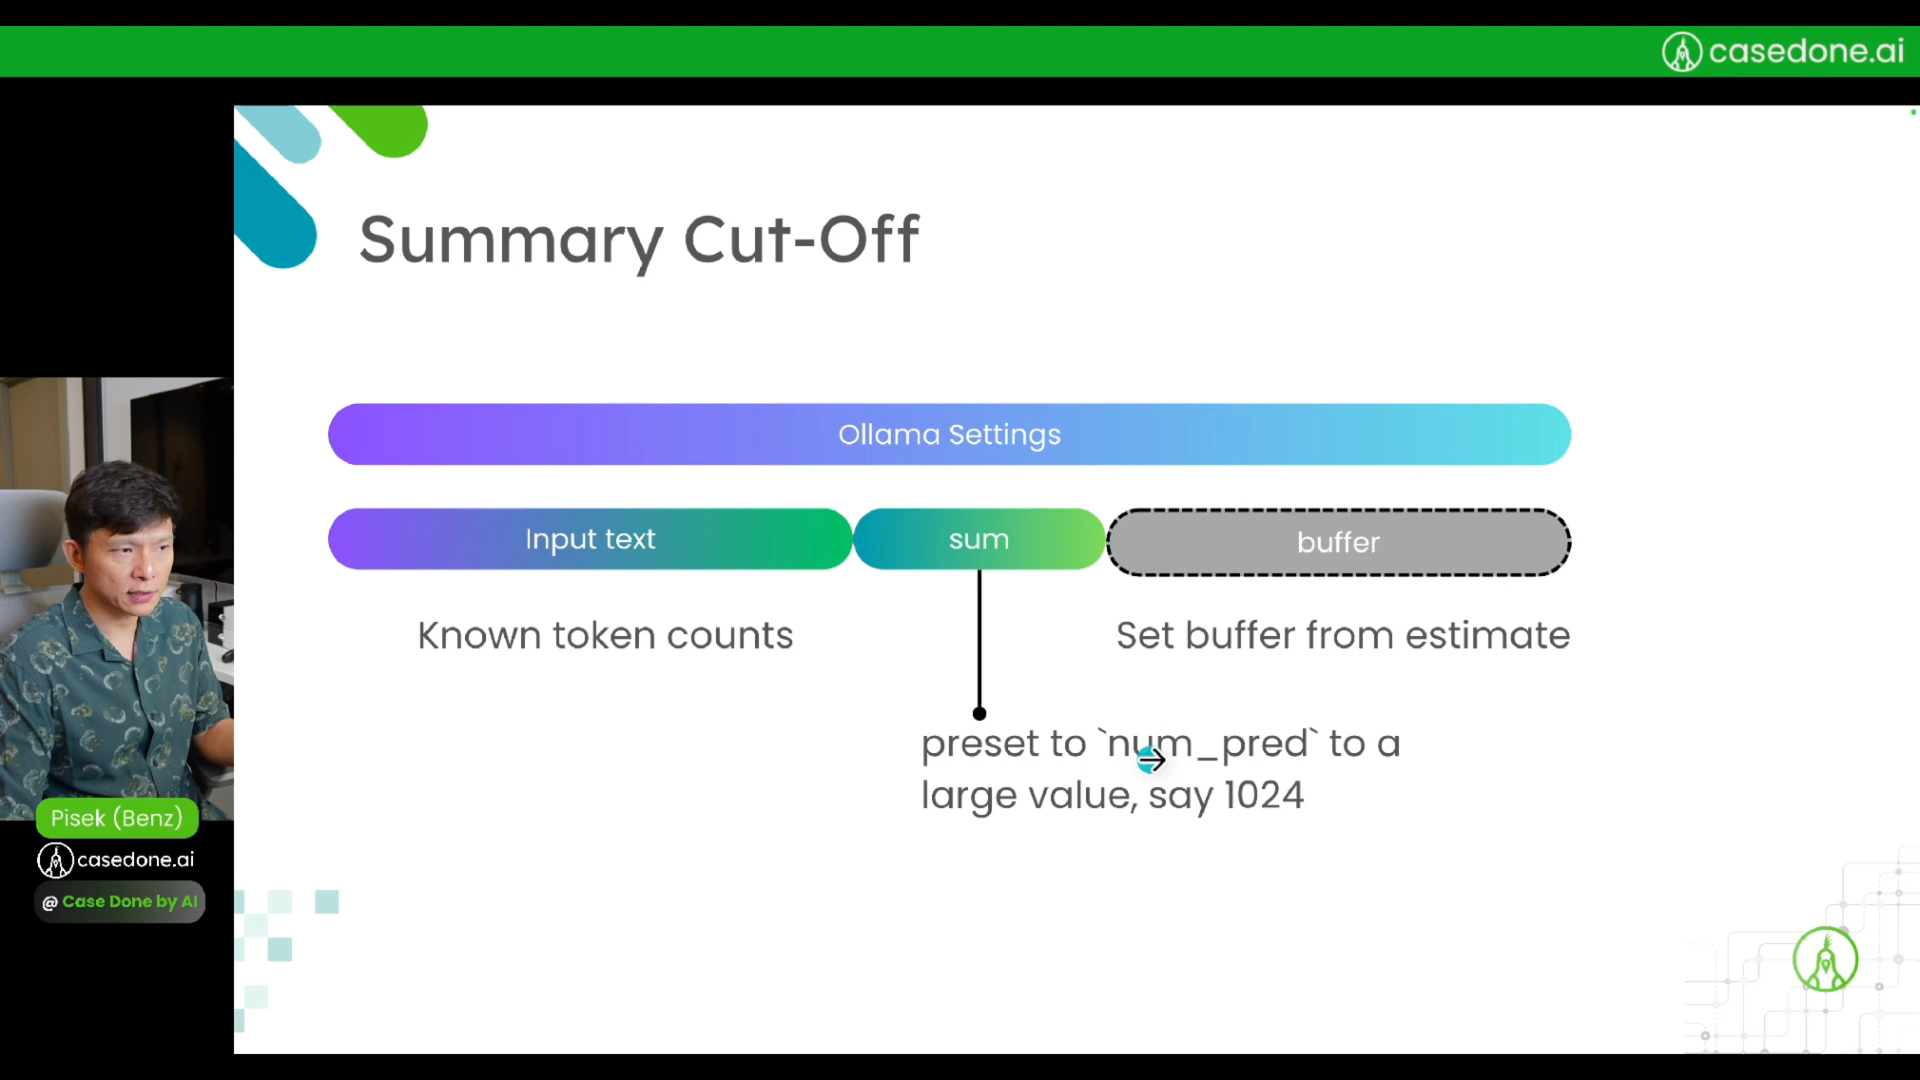 casedone.ai
Summary Cut-Off
Ollama Settings
Input text
sum
buffer
Known token counts
Set buffer from estimate
preset to `num_pred` to a
large value, say 1024
Pisek (Benz)
casedone.ai
@ Case Done by AI